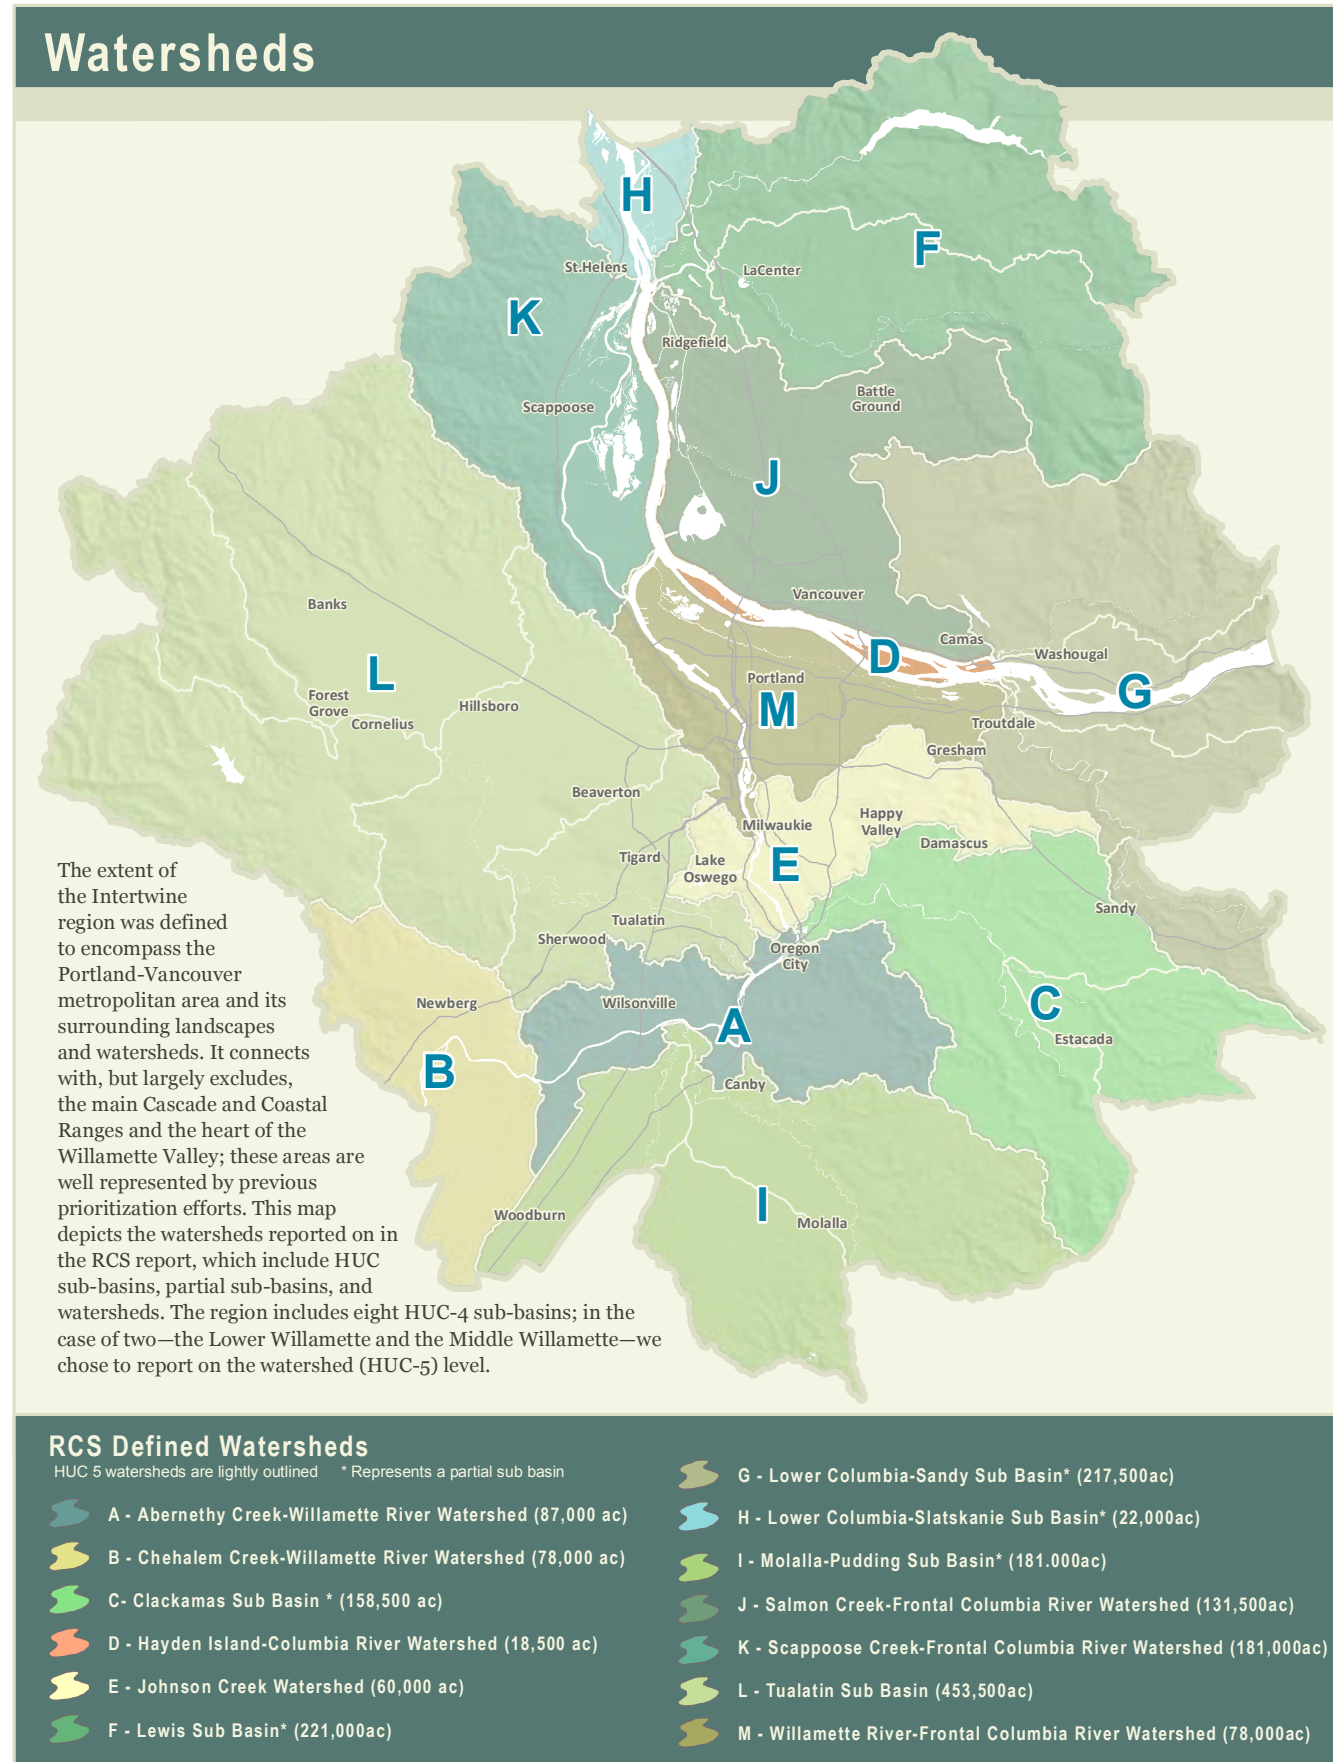 Watersheds
H
F
St.Helens
LaCenter
K
Ridgefield
Battle
Ground
Scappoose
J
Banks
Vancouver
Camas
D
Washougal
L
Portland
G
Forest
Grove
Cornelius
Hillsboro
M
Troutdale
Gresham
Beaverton
Milwaukie
Happy
Valley
Damascus
Tigard
Lake
Oswego
E
Sandy
Tualatin
Sherwood
Oregon
City
Newberg
Wilsonville
A
C
Estacada
B
Canby
I
Woodburn
Molalla
The extent of
the Intertwine
region was defined
to encompass the
Portland-Vancouver
metropolitan area and its
surrounding landscapes
and watersheds. It connects
with, but largely excludes,
the main Cascade and Coastal
Ranges and the heart of the
Willamette Valley; these areas are
well represented by previous
prioritization efforts. This map
depicts the watersheds reported on in
the RCS report, which include HUC
sub-basins, partial sub-basins, and
watersheds. The region includes eight HUC-4 sub-basins; in the
case of two—the Lower Willamette and the Middle Willamette—we
chose to report on the watershed (HUC-5) level.
RCS Defined Watersheds
HUC 5 watersheds are lightly outlined * Represents a partial sub basin
A - Abernethy Creek-Willamette River Watershed (87,000 ac)
B - Chehalem Creek-Willamette River Watershed (78,000 ac)
C- Clackamas Sub Basin * (158,500 ac)
D - Hayden Island-Columbia River Watershed (18,500 ac)
E - Johnson Creek Watershed (60,000 ac)
F - Lewis Sub Basin* (221,000ac)
G - Lower Columbia-Sandy Sub Basin* (217,500ac)
H - Lower Columbia-Slatskanie Sub Basin* (22,000ac)
I - Molalla-Pudding Sub Basin* (181.000ac)
J - Salmon Creek-Frontal Columbia River Watershed (131,500ac)
K - Scappoose Creek-Frontal Columbia River Watershed (181,000ac)
L - Tualatin Sub Basin (453,500ac)
M - Willamette River-Frontal Columbia River Watershed (78,000ac)